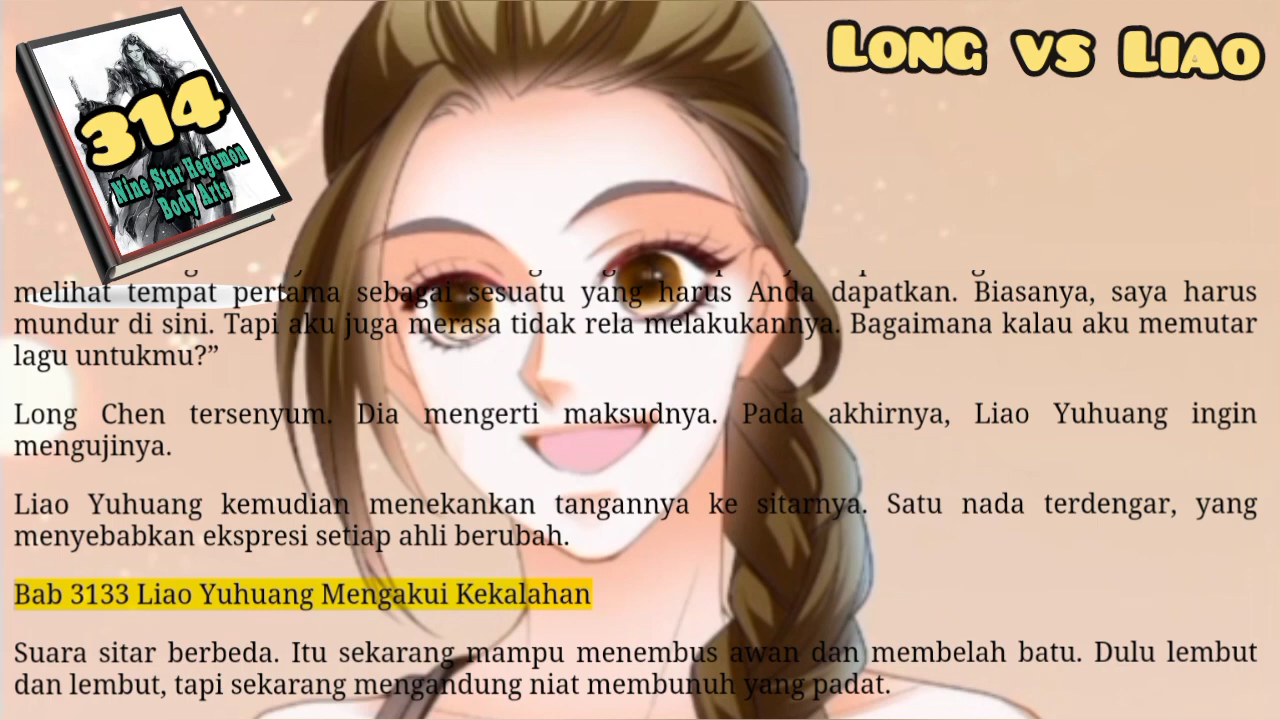 Long vs Liao
314
Nine Star Hegemon
Body Arts
melihat tempat pertama sebagai sesuatu yang harus Anda dapatkan. Biasanya, saya harus
mundur di sini. Tapi aku juga merasa tidak rela melakukannya. Bagaimana kalau aku memutar
lagu untukmu?”
Long Chen tersenyum. Dia mengerti maksudnya. Pada akhirnya, Liao Yuhuang ingin
mengujinya.
Liao Yuhuang kemudian menekankan tangannya ke sitarnya. Satu nada terdengar, yang
menyebabkan ekspresi setiap ahli berubah.
Bab 3133 Liao Yuhuang Mengakui Kekalahan
Suara sitar berbeda. Itu sekarang mampu menembus awan dan membelah batu. Dulu lembut
dan lembut, tapi sekarang mengandung niat membunuh yang padat.